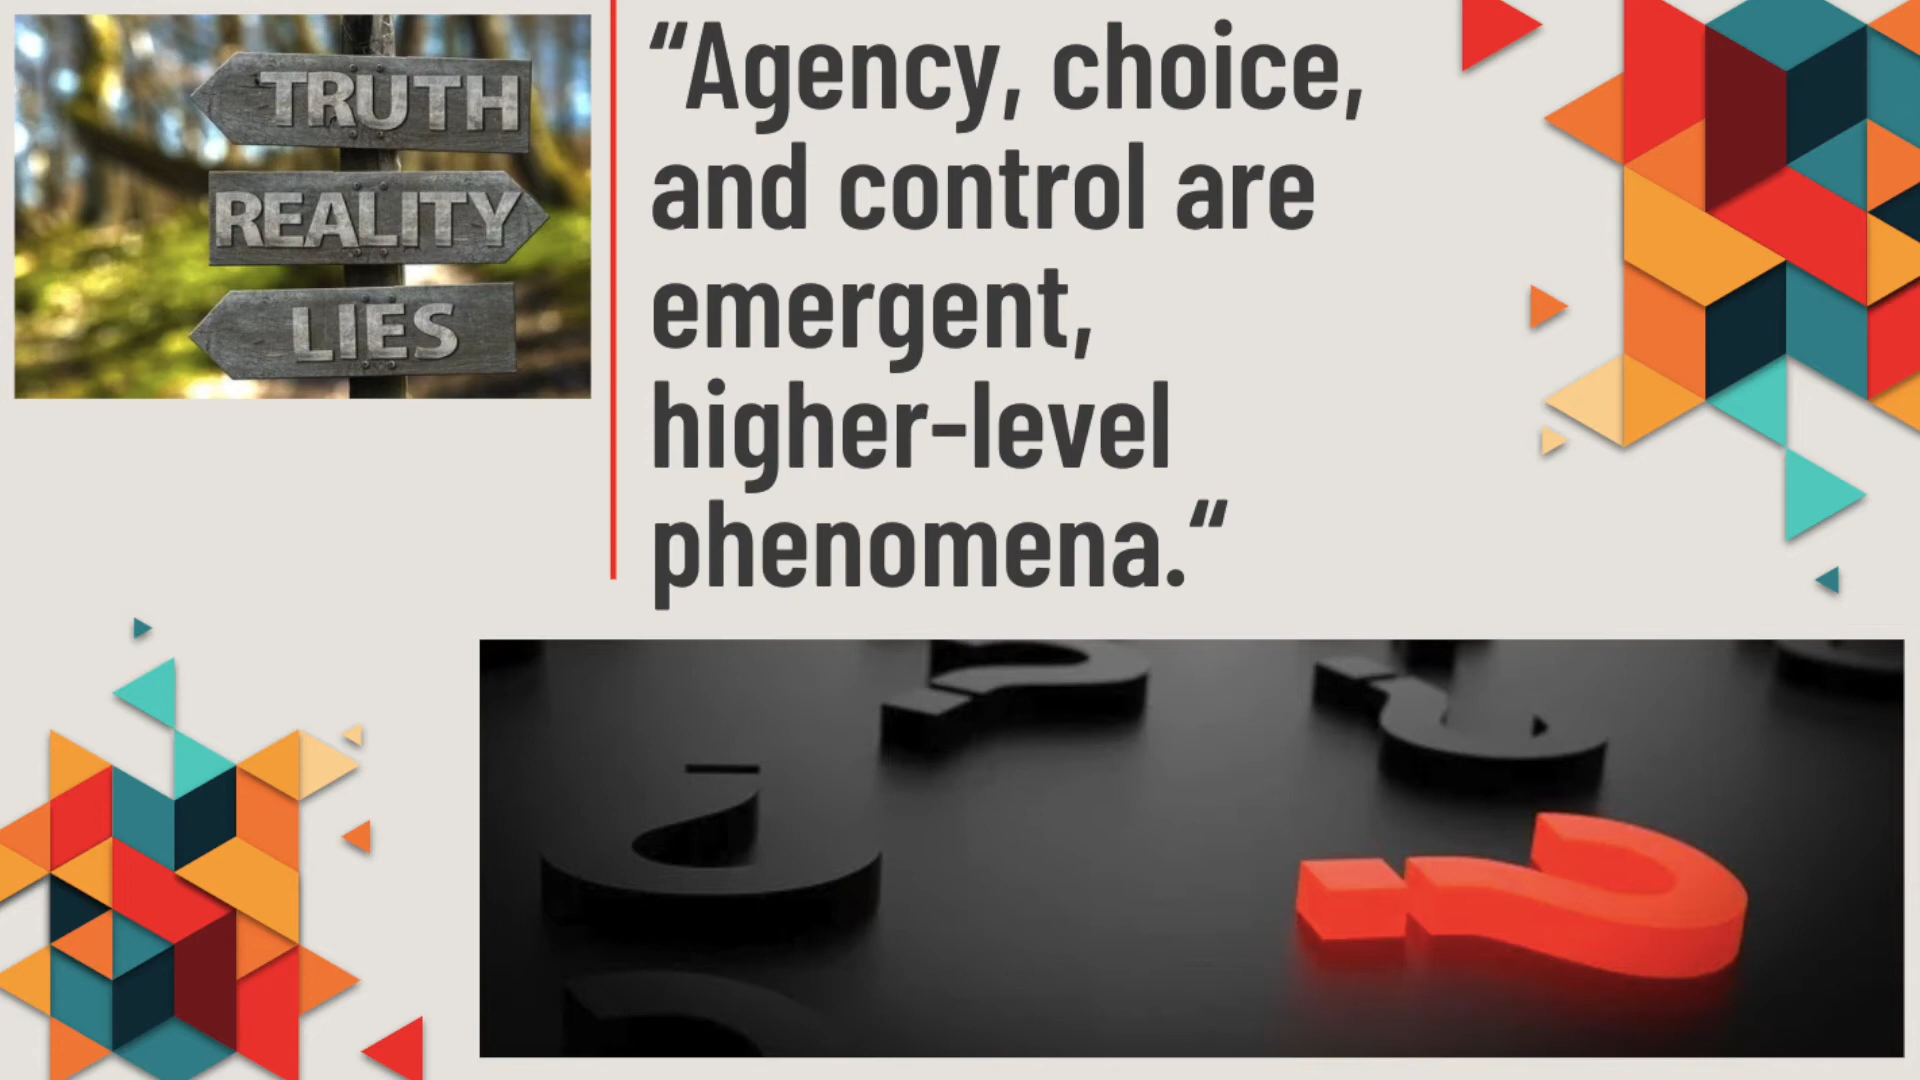 TRUTH
REALITY
LIES
“Agency, choice,
and control are
emergent,
higher-level
phenomena.“